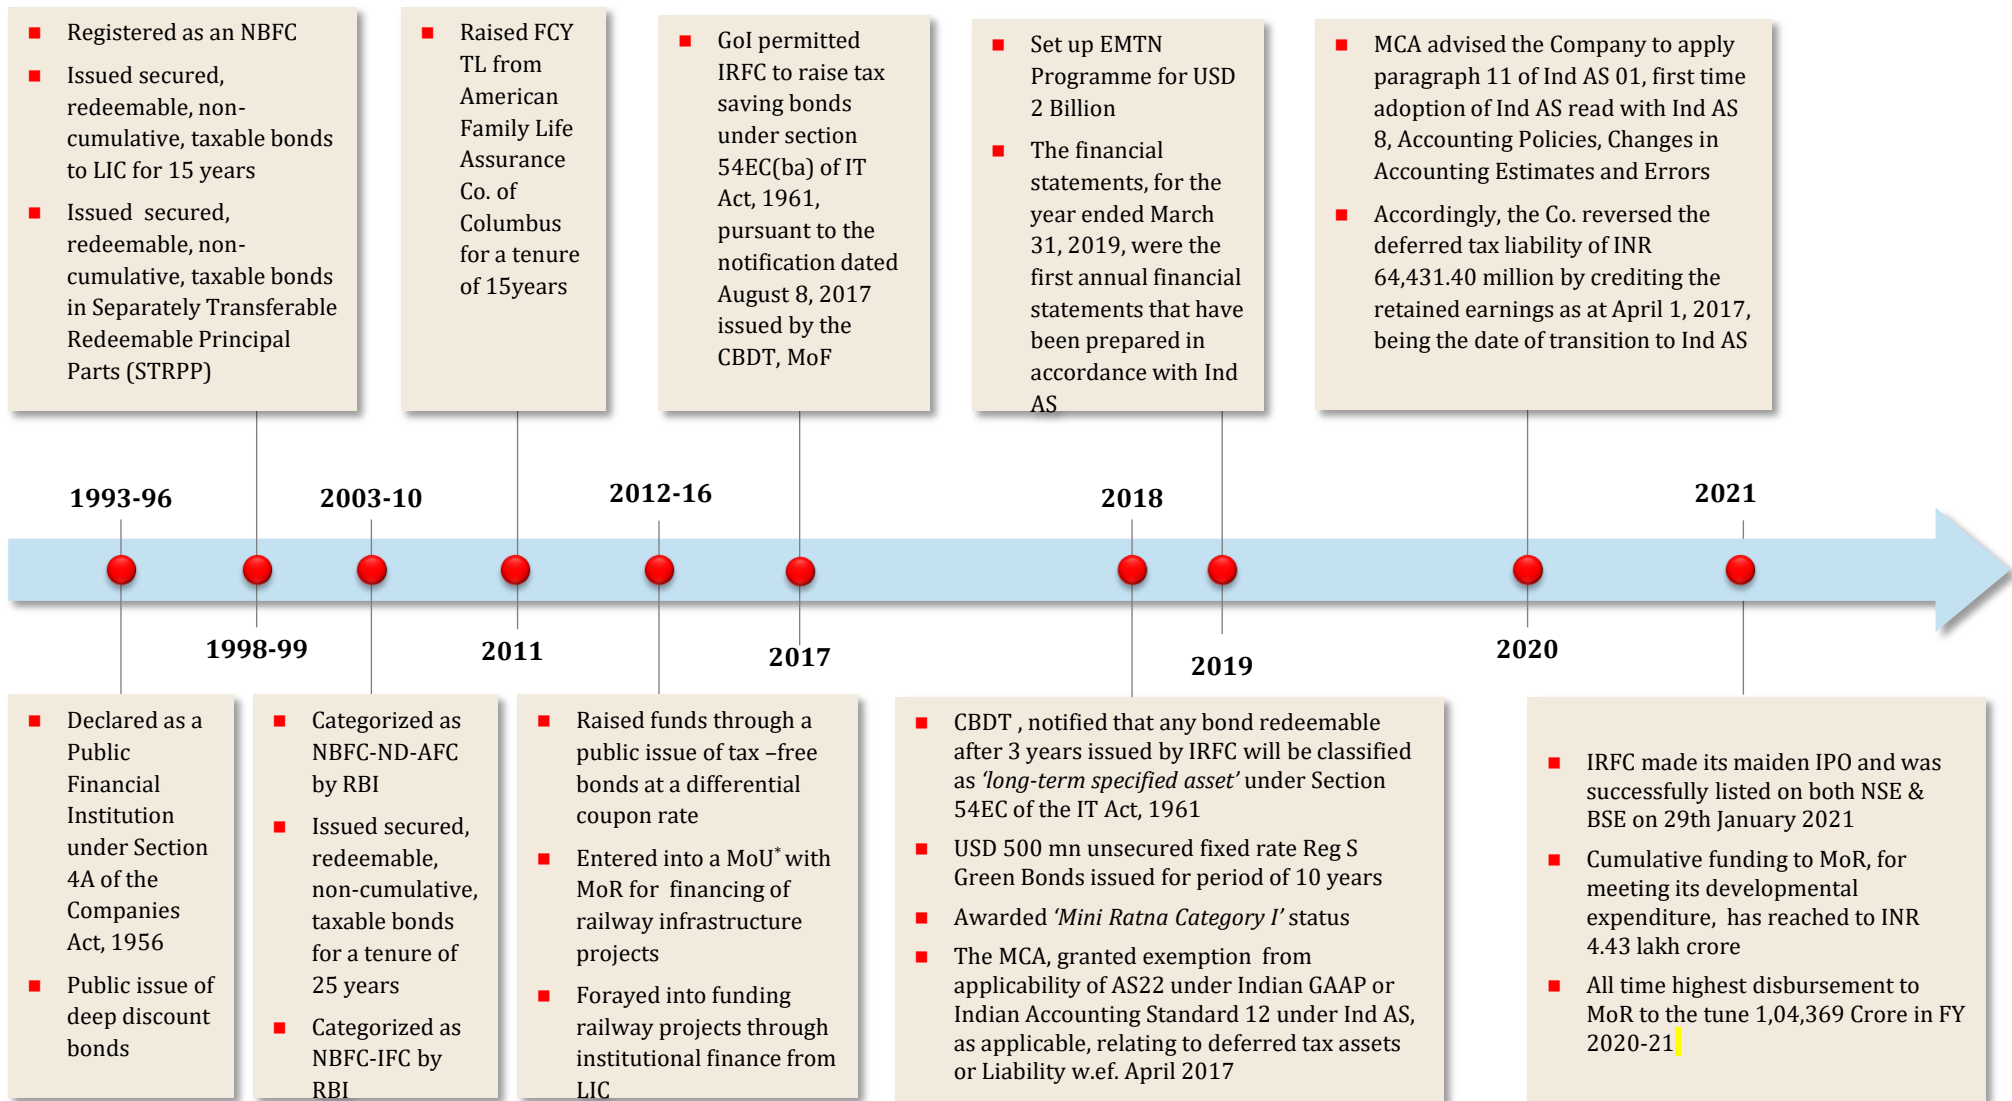 Registered as an NBFC
Issued secured,
redeemable, non-
cumulative, taxable bonds
to LIC for 15 years
Issued secured,
redeemable, non-
cumulative, taxable bonds
in Separately Transferable
Redeemable Principal
Parts (STRPP)
Raised FCY
TL from
American
Family Life
Assurance
Co. of
Columbus
for a tenure
of 15years
GoI permitted
IRFC to raise tax
saving bonds
under section
54EC(ba) of IT
Act, 1961,
pursuant to the
notification dated
August 8, 2017
issued by the
CBDT, MoF
Set up EMTN
Programme for USD
2 Billion
The financial
statements, for the
year ended March
31, 2019, were the
first annual financial
statements that have
been prepared in
accordance with Ind
AS
MCA advised the Company to apply
paragraph 11 of Ind AS 01, first time
adoption of Ind AS read with Ind AS
8, Accounting Policies, Changes in
Accounting Estimates and Errors
Accordingly, the Co. reversed the
deferred tax liability of INR
64,431.40 million by crediting the
retained earnings as at April 1, 2017,
being the date of transition to Ind AS
1993-96
2003-10
2012-16
2018
2021
1998-99
2011
2017
2019
2020
Declared as a
Public
Financial
Institution
under Section
4A of the
Companies
Act, 1956
Public issue of
deep discount
bonds
Categorized as
NBFC-ND-AFC
by RBI
Issued secured,
redeemable,
non-cumulative,
taxable bonds
for a tenure of
25 years
Categorized as
NBFC-IFC by
RBI
Raised funds through a
public issue of tax –free
bonds at a differential
coupon rate
Entered into a MoU* with
MoR for financing of
railway infrastructure
projects
Forayed into funding
railway projects through
institutional finance from
LIC
CBDT , notified that any bond redeemable
after 3 years issued by IRFC will be classified
as ‘long-term specified asset’ under Section
54EC of the IT Act, 1961
USD 500 mn unsecured fixed rate Reg S
Green Bonds issued for period of 10 years
Awarded ‘Mini Ratna Category I’ status
The MCA, granted exemption from
applicability of AS22 under Indian GAAP or
Indian Accounting Standard 12 under Ind AS,
as applicable, relating to deferred tax assets
or Liability w.ef. April 2017
IRFC made its maiden IPO and was
successfully listed on both NSE &
BSE on 29th January 2021
Cumulative funding to MoR, for
meeting its developmental
expenditure, has reached to INR
4.43 lakh crore
All time highest disbursement to
MoR to the tune 1,04,369 Crore in FY
2020-21